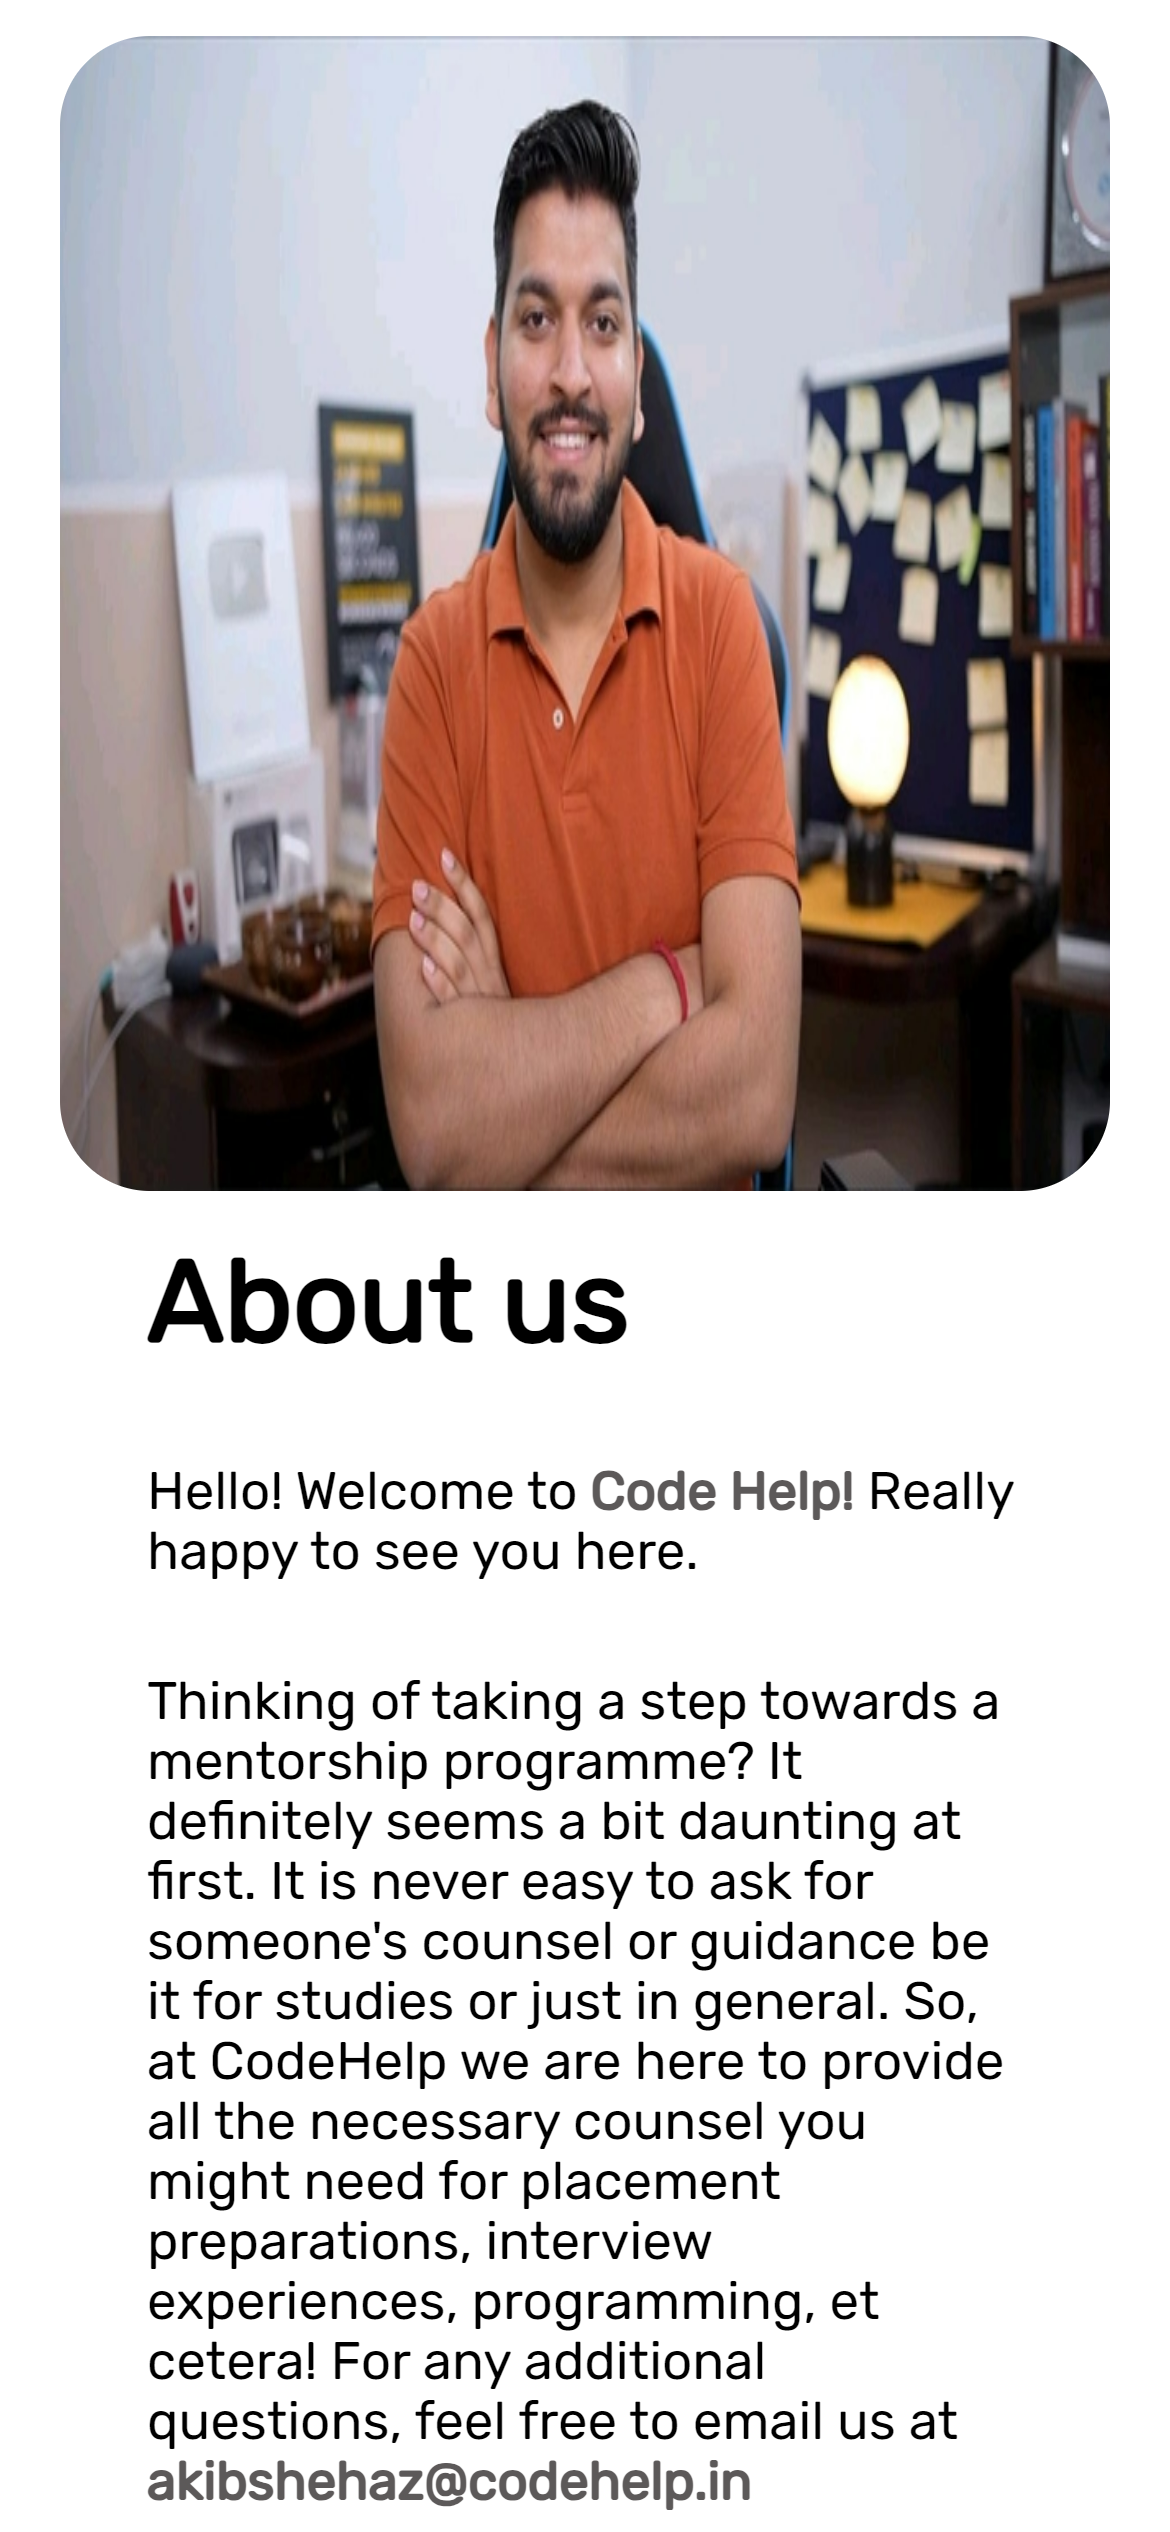 About us
Hello! Welcome to Code Help! Really
happy to see you here.
Thinking of taking a step towards a
mentorship programme? It
definitely seems a bit daunting at
first. It is never easy to ask for
someone's counsel or guidance be
it for studies or just in general. So,
at CodeHelp we are here to provide
all the necessary counsel you
might need for placement
preparations, interview
experiences, programming, et
cetera! For any additional
questions, feel free to email us at
akibshehaz@codehelp.in